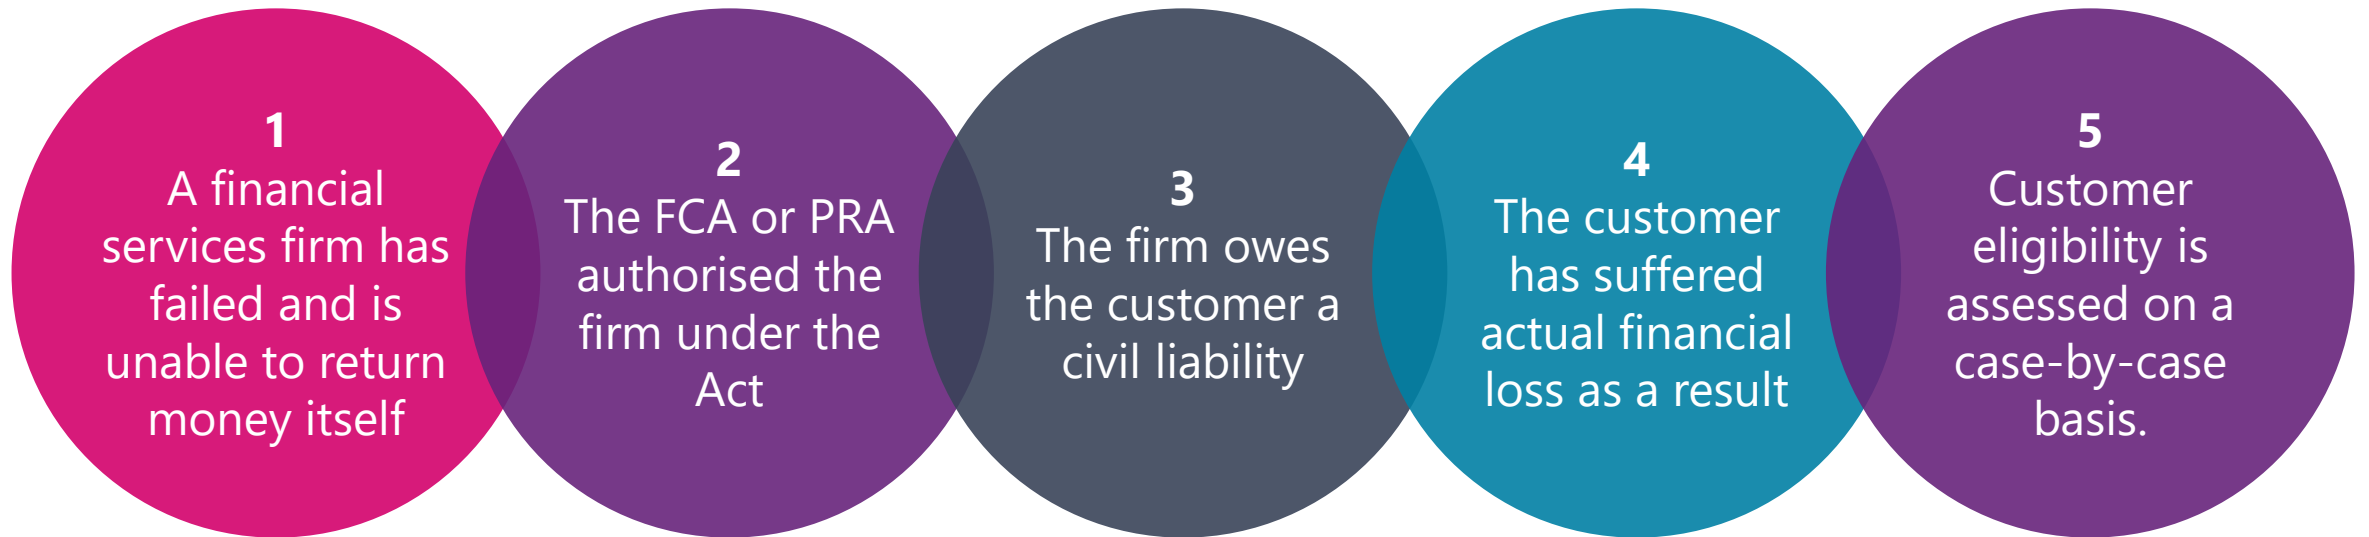 1
A financial
services firm has
failed and is
unable to return
money itself
2
The FCA or PRA
authorised the
firm under the
Act
3
The firm owes
the customer a
civil liability
4
The customer
has suffered
actual financial
loss as a result
5
Customer
eligibility is
assessed on a
case-by-case
basis.